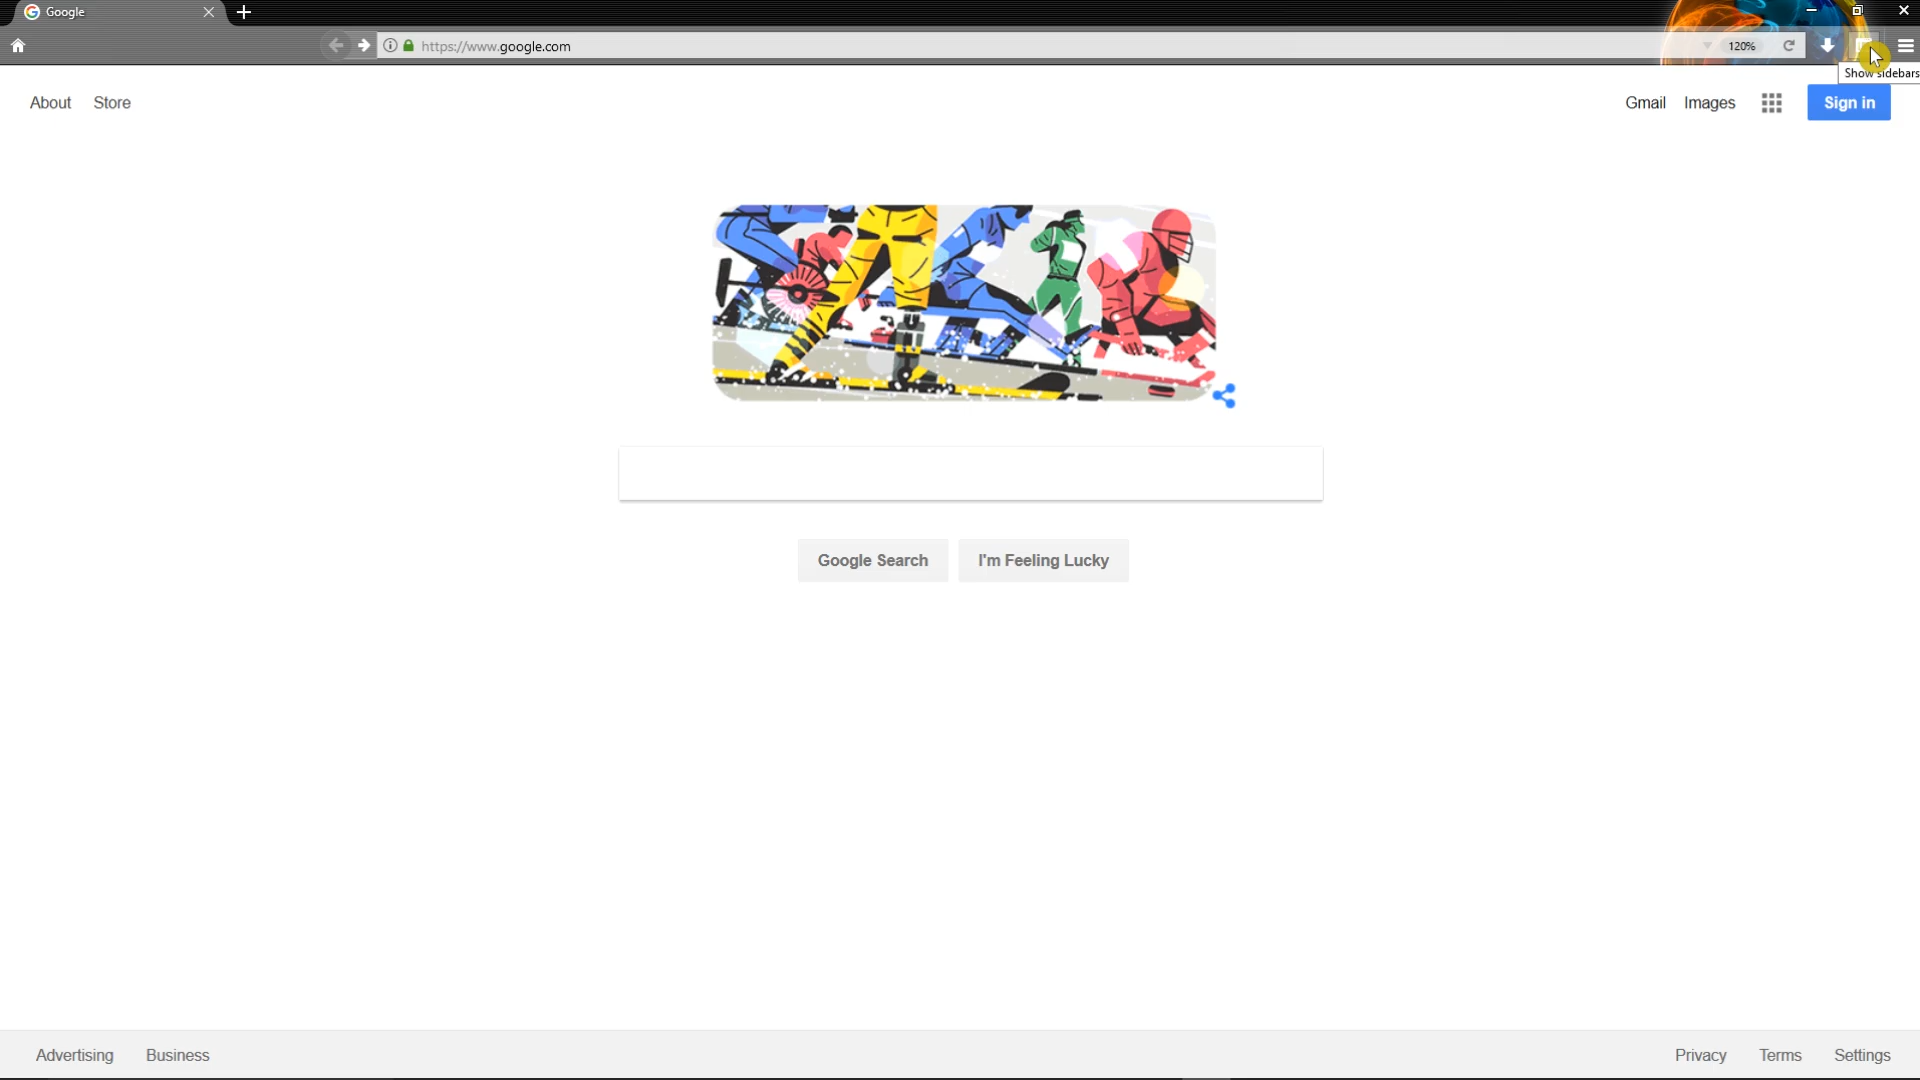 Google
https://www.google.com
120%
Show sidebars
About Store
Gmail Images Sign in
Google Search I'm Feeling Lucky
Advertising Business
Privacy Terms Settings